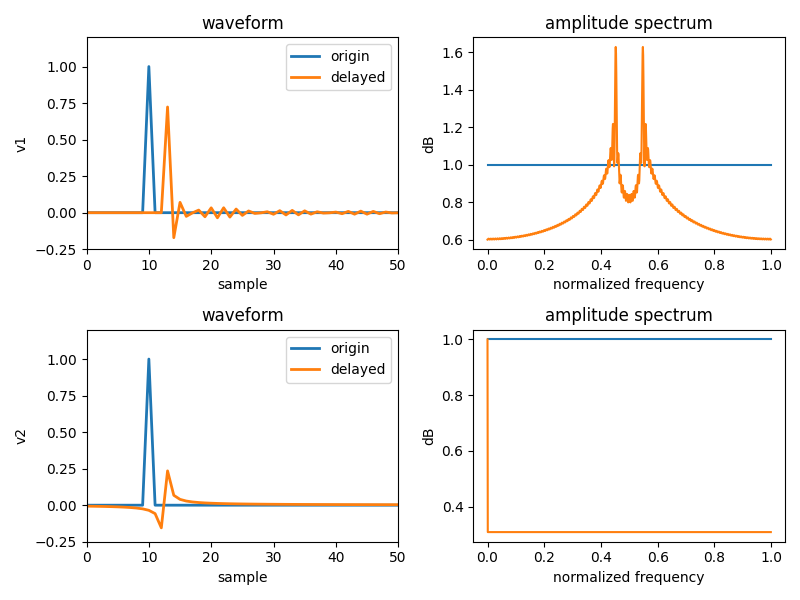 waveform
v1
1.00
0.75
0.50
0.25
0.00
−0.25
0
10
20
30
40
50
sample
origin
delayed
amplitude spectrum
dB
1.6
1.4
1.2
1.0
0.8
0.6
0.0
0.2
0.4
0.6
0.8
1.0
normalized frequency
waveform
v2
1.00
0.75
0.50
0.25
0.00
−0.25
0
10
20
30
40
50
sample
origin
delayed
amplitude spectrum
dB
1.0
0.8
0.6
0.4
0.0
0.2
0.4
0.6
0.8
1.0
normalized frequency